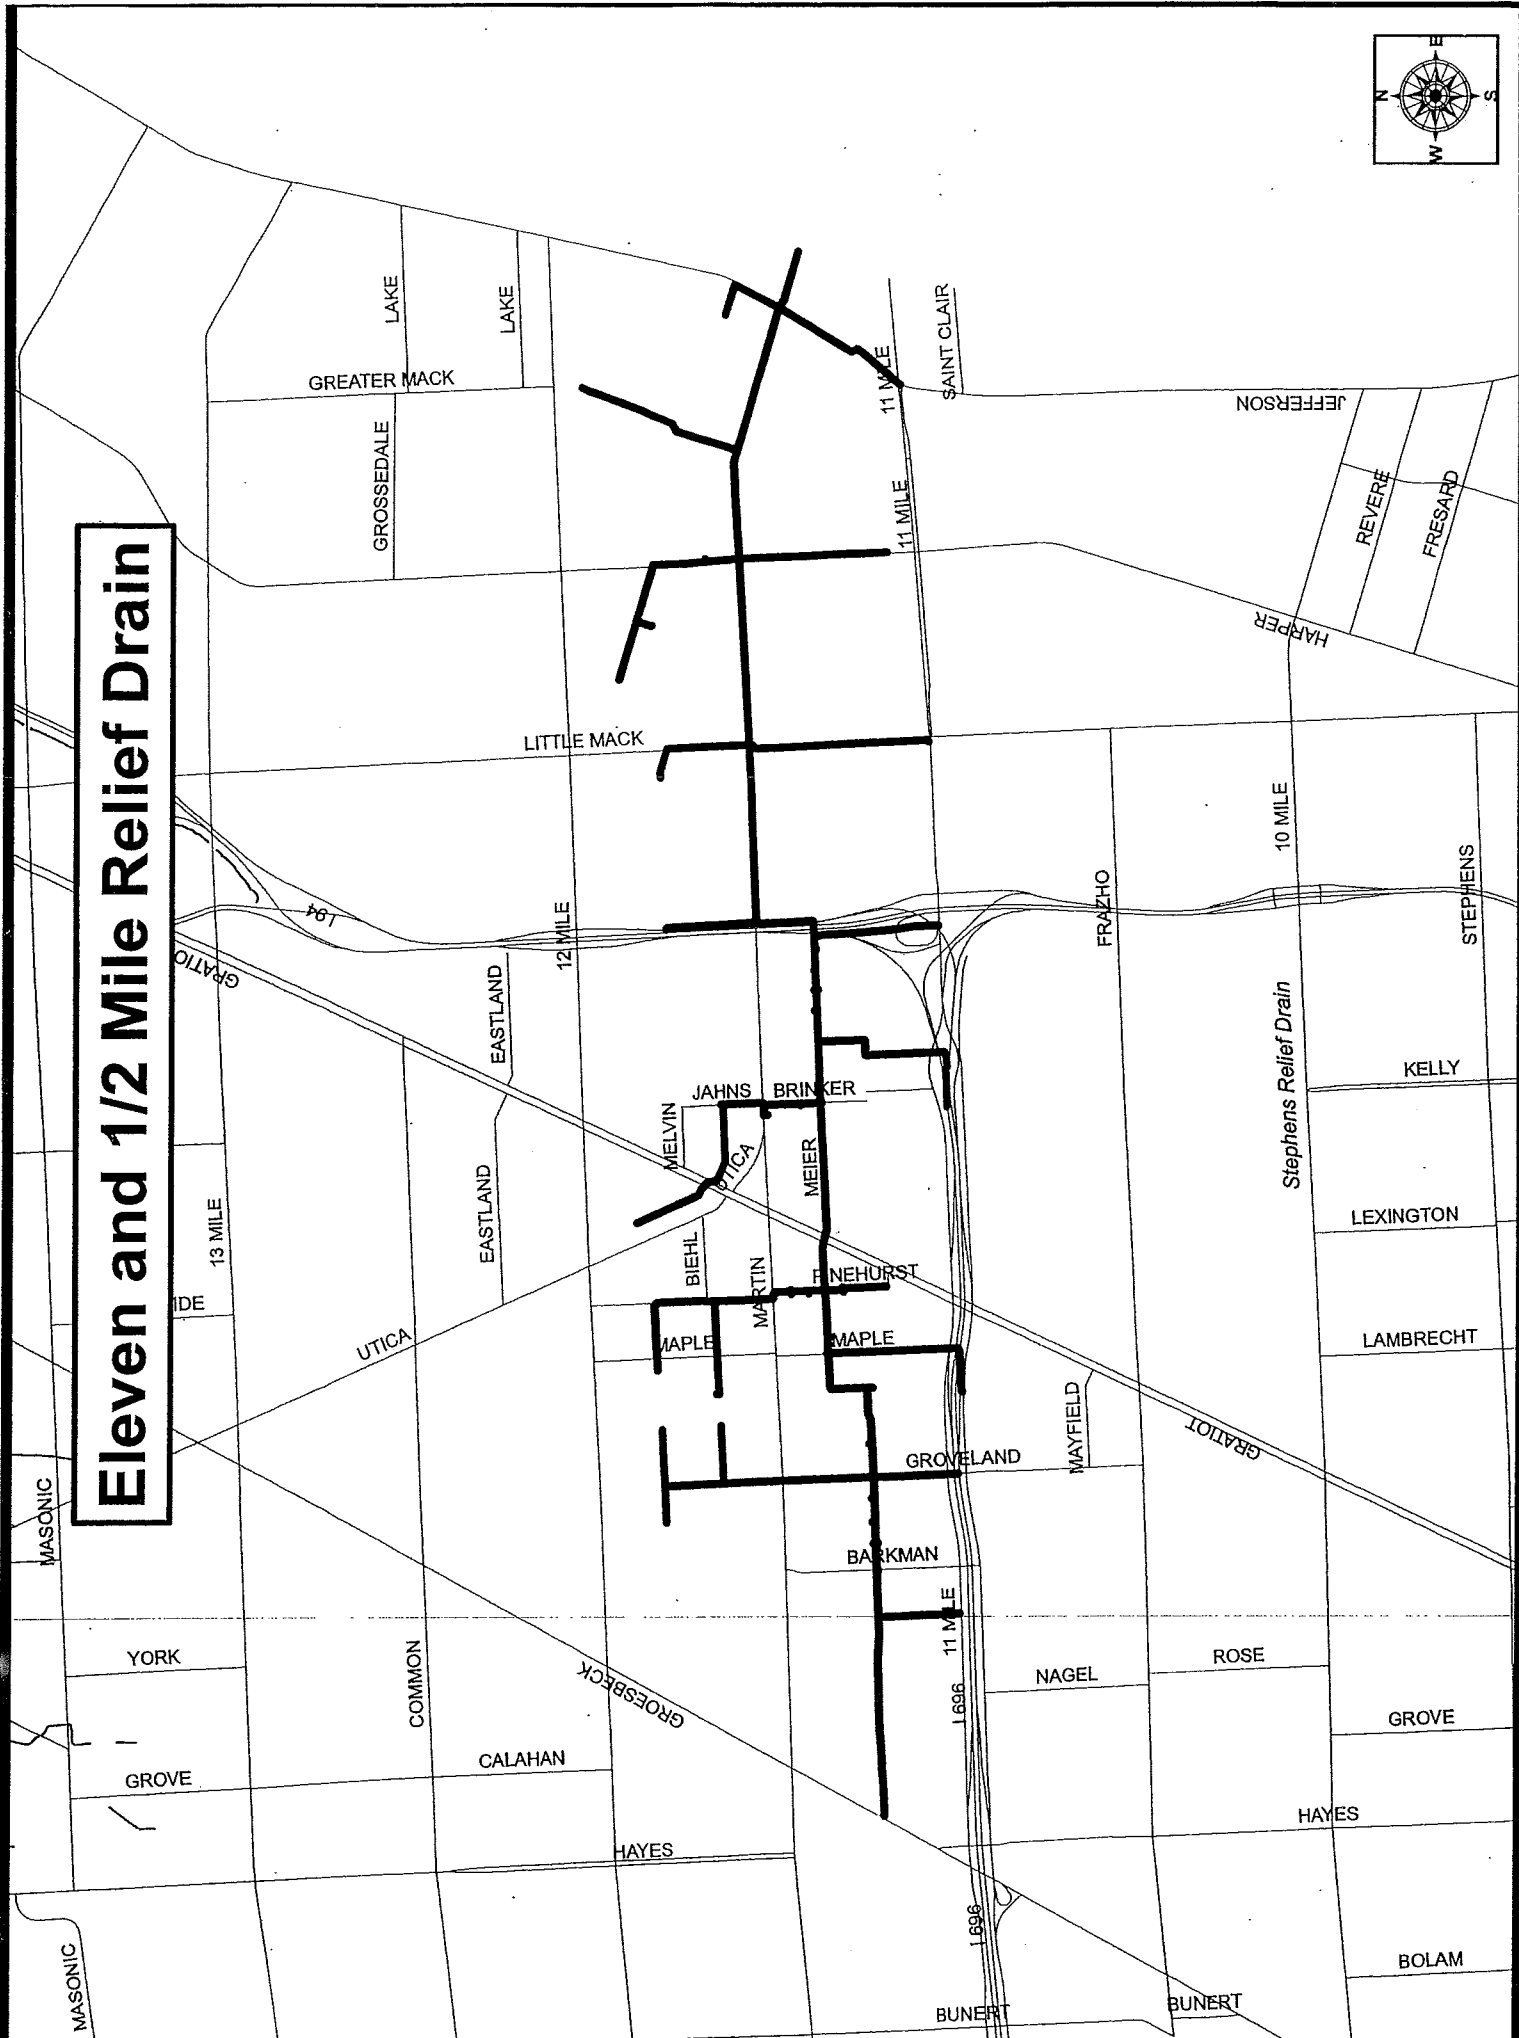 Eleven and 1/2 Mile Relief Drain
N
E
S
W
LAKE
LAKE
GREATER MACK
GROSSEDALE
11 MILE
SAINT CLAIR
JEFFERSON
11 MILE
REVERE
FRESARD
HARPER
LITTLE MACK
10 MILE
STEPHENS
FRAZHO
I 94
12 MILE
GRATIO
EASTLAND
Stephens Relief Drain
KELLY
JAHNS
BRINKER
MELVIN
UTICA
MEIER
EASTLAND
13 MILE
LEXINGTON
BIEHL
MARTIN
PINEHURST
IDE
UTICA
MAPLE
MAPLE
LAMBRECHT
MAYFIELD
GRATIOT
GROVELAND
MASONIC
BARKMAN
11 MILE
YORK
COMMON
GROESBECK
NAGEL
ROSE
I 696
GROVE
CALAHAN
GROVE
HAYES
HAYES
I 696
MASONIC
BOLAM
BUNERT
BUNERT